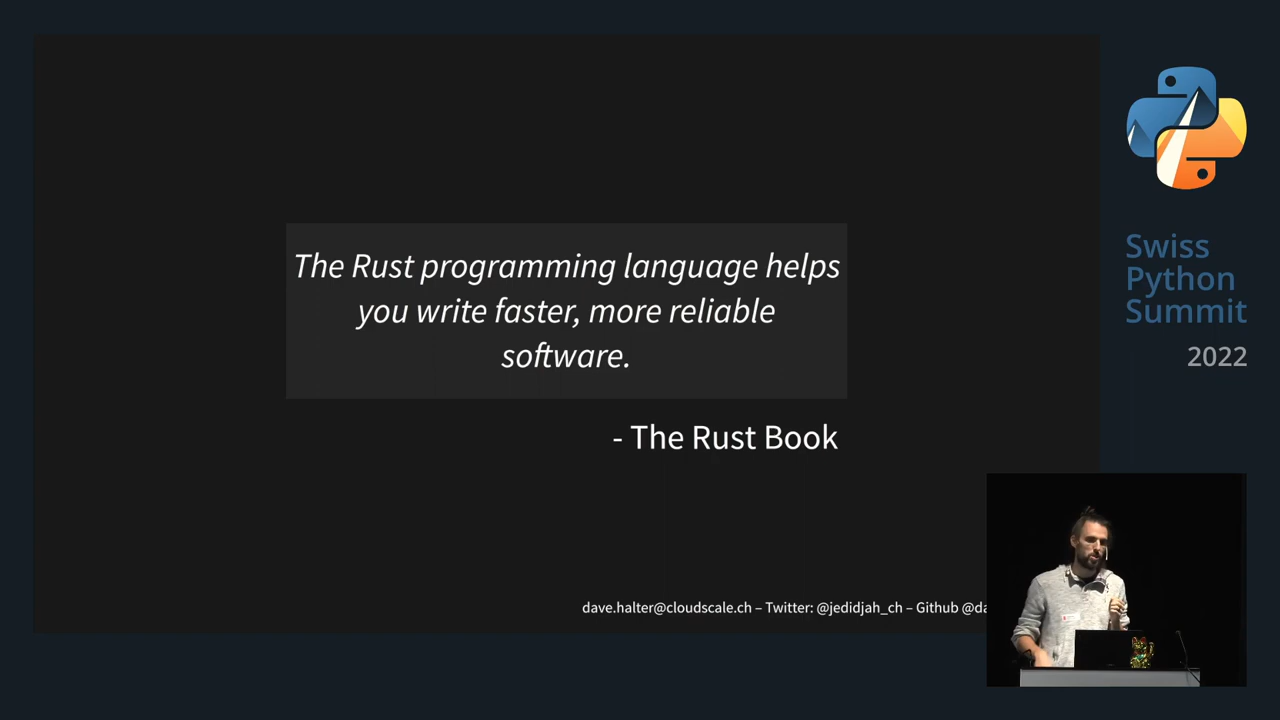 The Rust programming language helps
you write faster, more reliable
software.
- The Rust Book
dave.halter@cloudscale.ch – Twitter: @jedidjah_ch – Github @da
Swiss
Python
Summit
2022